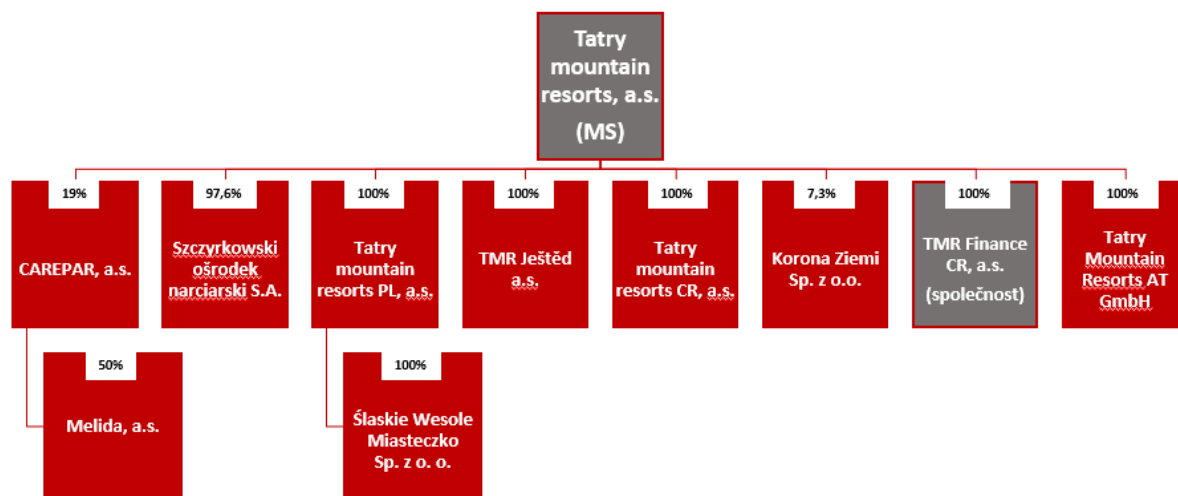 Tatry
mountain
resorts, a.s.
(MS)
19%
CAREPAR, a.s.
97,6%
Szczyrkowski
ošrodek
narciarski S.A.
100%
Tatry
mountain
resorts PL, a.s.
100%
TMR Ještěd
a.s.
100%
Tatry
mountain
resorts CR, a.s.
7,3%
Korona Ziemi
Sp. z o.o.
100%
TMR Finance
CR, a.s.
(společnost)
100%
Tatry
Mountain
Resorts AT
GmbH
50%
Melida, a.s.
100%
Ślaskie Wesole
Miasteczko
Sp. z o. o.